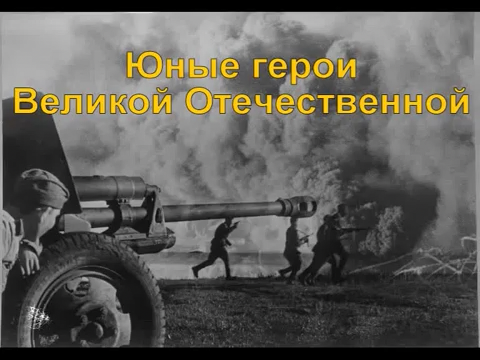 Юные герои
Великой Отечественной